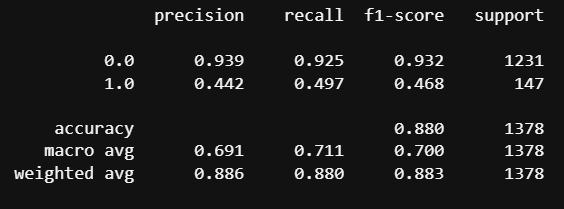 precision recall f1-score support
0.0 0.939 0.925 0.932 1231
1.0 0.442 0.497 0.468 147
accuracy 0.880 1378
macro avg 0.691 0.711 0.700 1378
weighted avg 0.886 0.880 0.883 1378